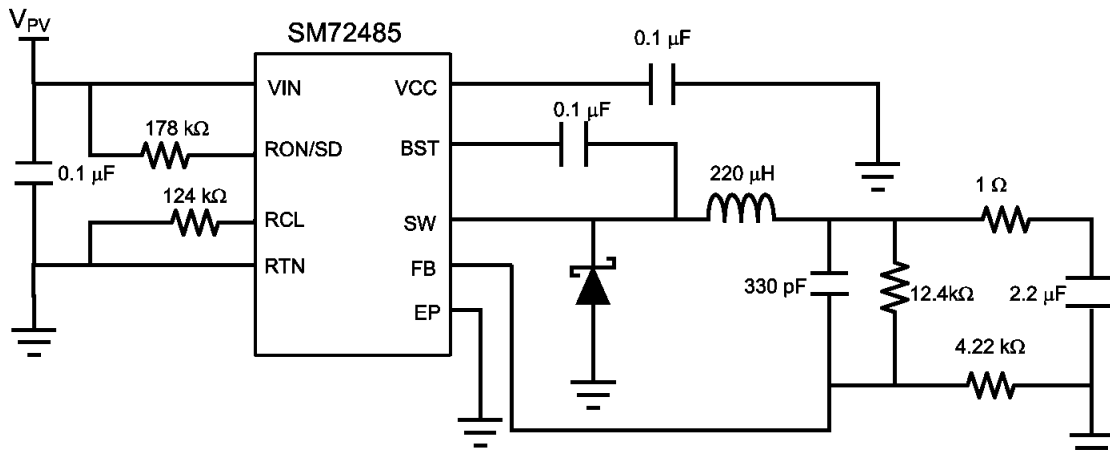 V_PV
SM72485
0.1 μF
VIN
VCC
0.1 μF
178 kΩ
RON/SD
BST
0.1 μF
124 kΩ
RCL
SW
220 μH
1 Ω
RTN
FB
330 pF
12.4kΩ
2.2 μF
EP
4.22 kΩ